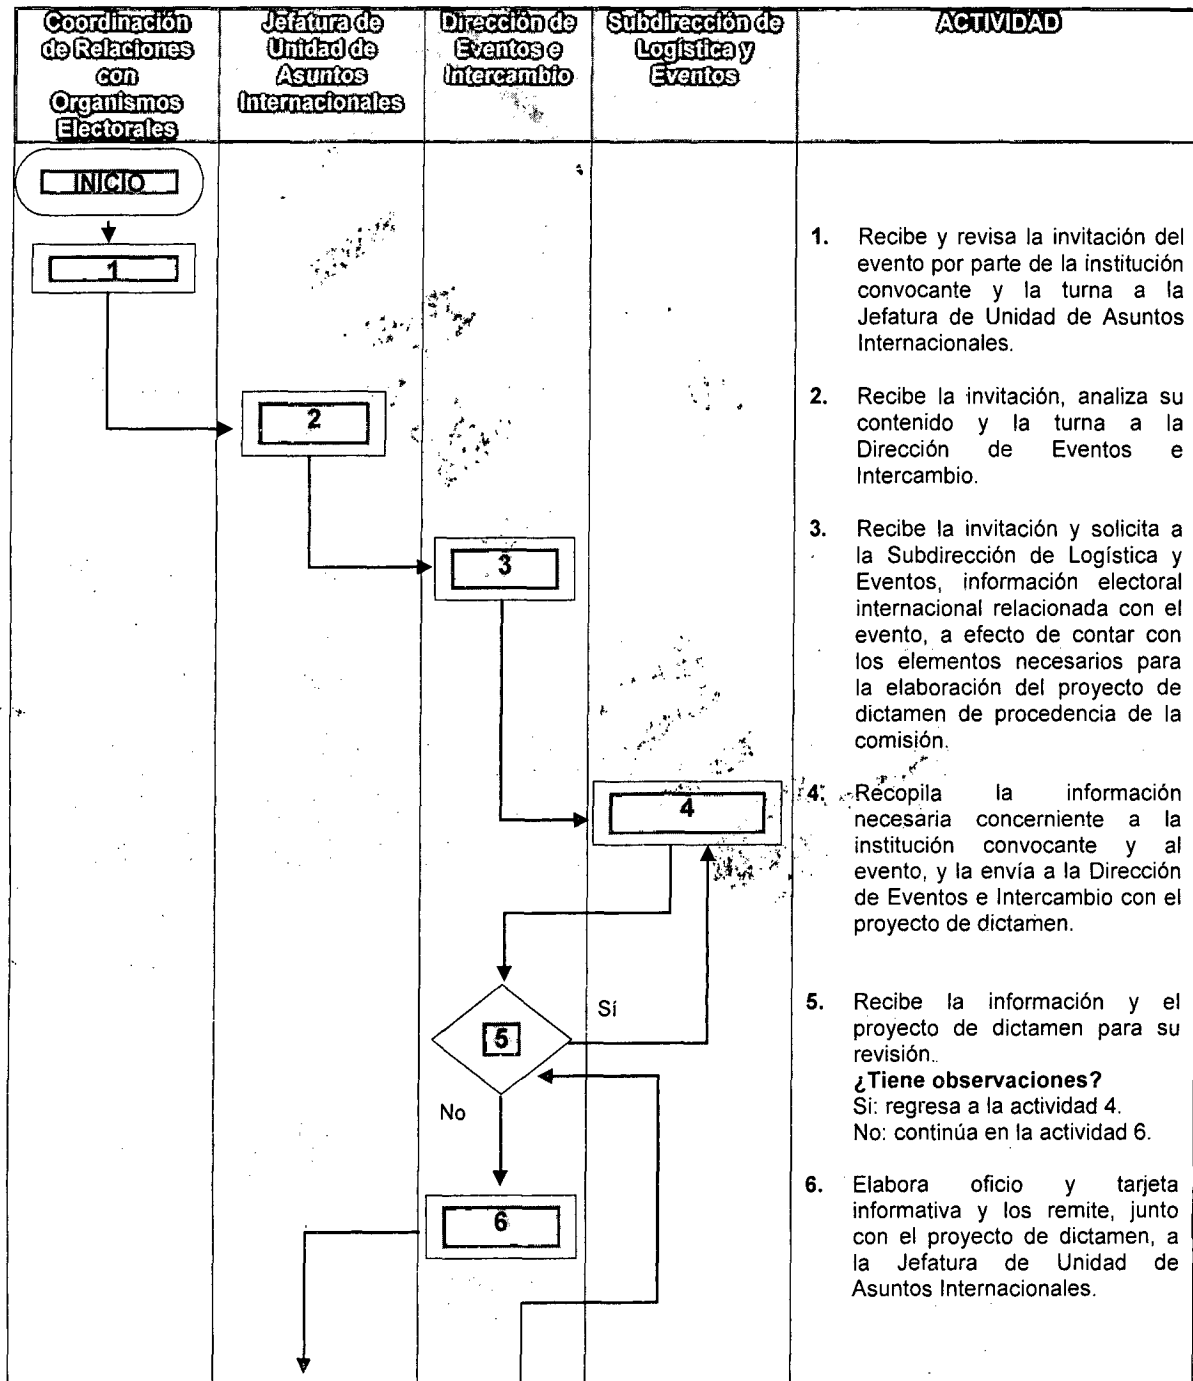 Coordinación
de Relaciones
con
Organismos
Electorales
Jefatura de
Unidad de
Asuntos
Internacionales
Dirección de
Eventos e
Intercambio
Subdirección de
Logística y
Eventos
ACTIVIDAD
INICIO
1
2
3
4
5
Sí
No
6
1. Recibe y revisa la invitación del
evento por parte de la institución
convocante y la turna a la
Jefatura de Unidad de Asuntos
Internacionales.
2. Recibe la invitación, analiza su
contenido y la turna a la
Dirección de Eventos e
Intercambio.
3. Recibe la invitación y solicita a
la Subdirección de Logística y
Eventos, información electoral
internacional relacionada con el
evento, a efecto de contar con
los elementos necesarios para
la elaboración del proyecto de
dictamen de procedencia de la
comisión.
4. Recopila la información
necesaria concerniente a la
institución convocante y al
evento, y la envía a la Dirección
de Eventos e Intercambio con el
proyecto de dictamen.
5. Recibe la información y el
proyecto de dictamen para su
revisión.
¿Tiene observaciones?
Si: regresa a la actividad 4.
No: continúa en la actividad 6.
6. Elabora oficio y tarjeta
informativa y los remite, junto
con el proyecto de dictamen, a
la Jefatura de Unidad de
Asuntos Internacionales.